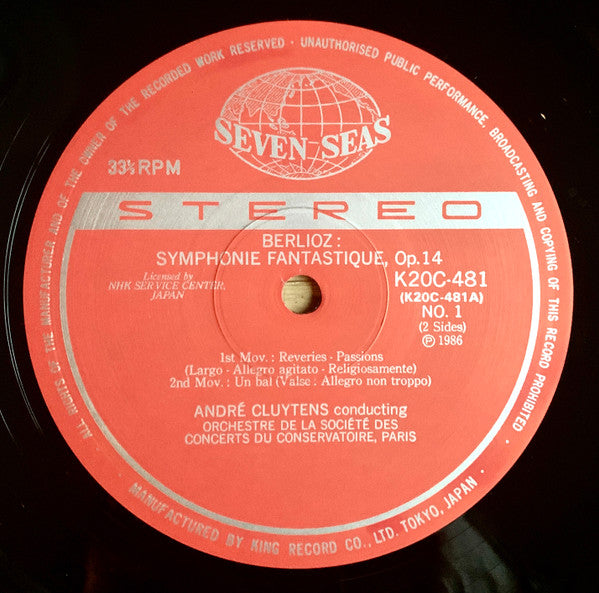 ALL RIGHTS OF THE MANUFACTURER AND OF THE OWNER OF THE RECORDED WORK RESERVED · UNAUTHORISED PUBLIC PERFORMANCE, BROADCASTING AND COPYING OF THIS RECORD PROHIBITED ·
SEVEN SEAS
33⅓RPM
STEREO
BERLIOZ:
SYMPHONIE FANTASTIQUE, Op.14
Licensed by
NHK SERVICE CENTER,
JAPAN
K20C-481
(K20C-481A)
NO. 1
(2 Sides)
Ⓟ 1986
1st Mov.: Reveries - Passions
(Largo - Allegro agitato - Religiosamente)
2nd Mov.: Un bal (Valse: Allegro non troppo)
ANDRÉ CLUYTENS conducting
ORCHESTRE DE LA SOCIÉTÉ DES
CONCERTS DU CONSERVATOIRE, PARIS
MANUFACTURED BY KING RECORD CO., LTD. TOKYO, JAPAN ·